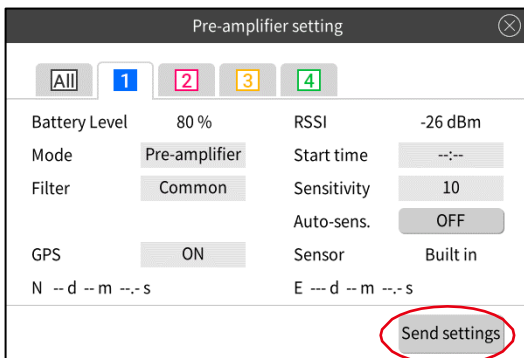 Pre-amplifier setting
All 1 2 3 4
Battery Level 80 % RSSI -26 dBm
Mode Pre-amplifier Start time --:--
Filter Common Sensitivity 10
Auto-sens. OFF
GPS ON Sensor Built in
N -- d -- m --.- s E --- d -- m --.- s
Send settings